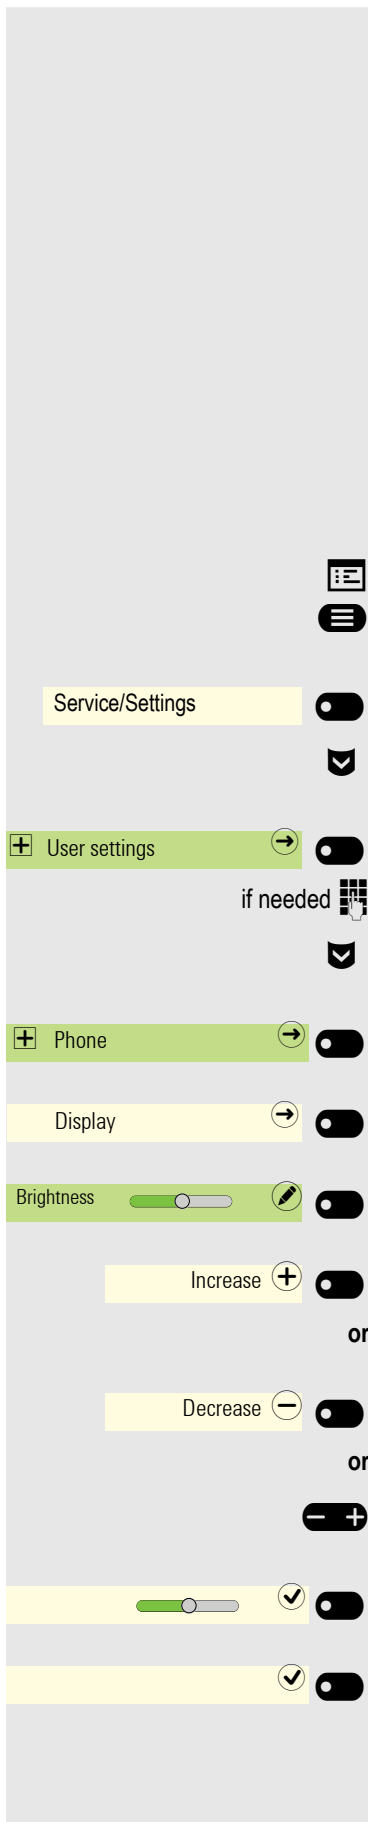 Service/Settings
User settings
if needed
Phone
Display
Brightness
Increase
or
Decrease
or